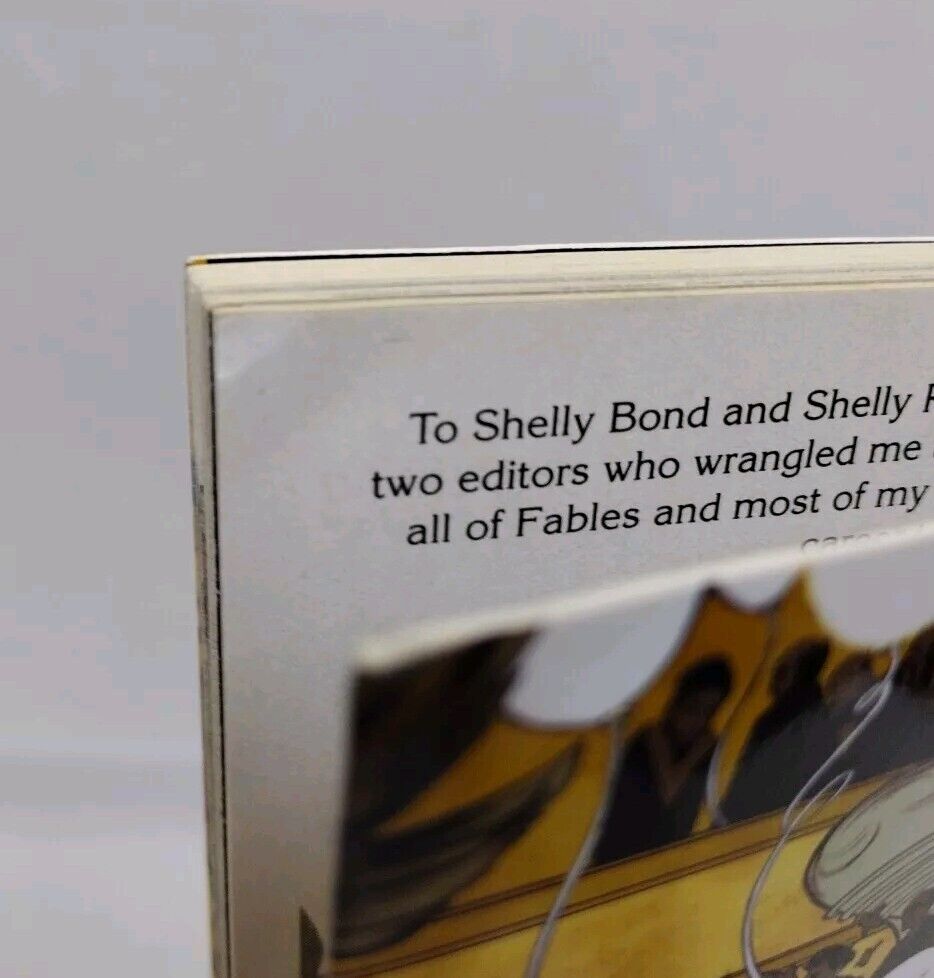 To Shelly Bond and Shelly
two editors who wrangled me
all of Fables and most of my